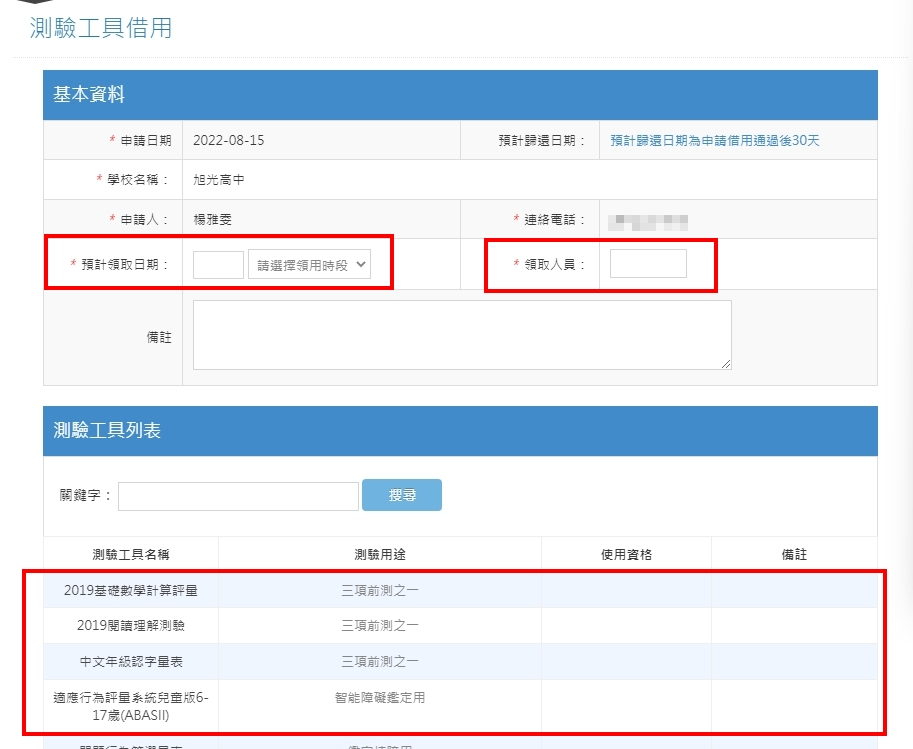 測驗工具借用
基本資料
* 申請日期 2022-08-15 預計歸還日期： 預計歸還日期為申請借用通過後30天
* 學校名稱： 旭光高中
* 申請人： 楊雅雯 * 連絡電話：
* 預計領取日期： 請選擇領用時段 * 領取人員：
備註
測驗工具列表
關鍵字： 搜尋
測驗工具名稱 測驗用途 使用資格 備註
2019基礎數學計算評量 三項前測之一
2019閱讀理解測驗 三項前測之一
中文年級認字量表 三項前測之一
適應行為評量系統兒童版6- 智能障礙鑑定用
17歲(ABASII)